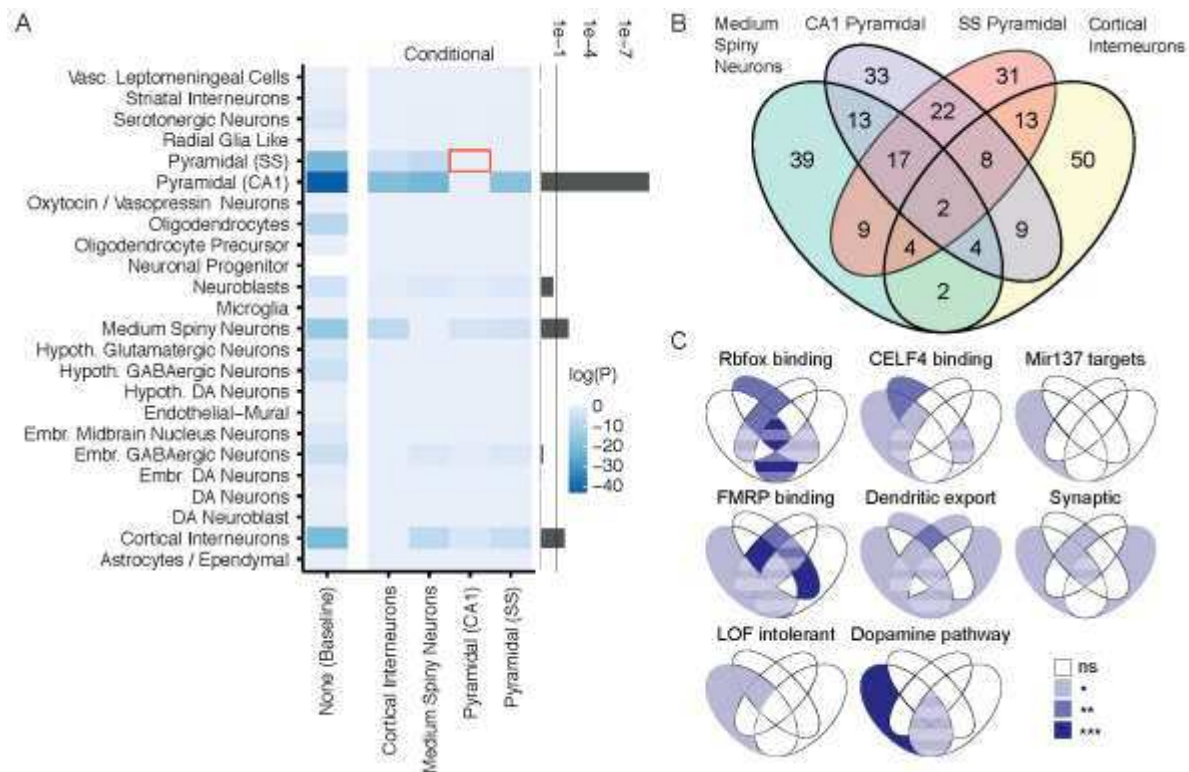 A
1e-1
1e-4
1e-7
Conditional
Vasc. Leptomeningeal Cells
Striatal Interneurons
Serotonergic Neurons
Radial Glia Like
Pyramidal (SS)
Pyramidal (CA1)
Oxytocin / Vasopressin Neurons
Oligodendrocytes
Oligodendrocyte Precursor
Neuronal Progenitor
Neuroblasts
Microglia
Medium Spiny Neurons
Hypoth. Glutamatergic Neurons
Hypoth. GABAergic Neurons
Hypoth. DA Neurons
Endothelial-Mural
Embr. Midbrain Nucleus Neurons
Embr. GABAergic Neurons
Embr. DA Neurons
DA Neurons
DA Neuroblast
Cortical Interneurons
Astrocytes / Ependymal
log(P)
0
-10
-20
-30
-40
None (Baseline)
Cortical Interneurons
Medium Spiny Neurons
Pyramidal (CA1)
Pyramidal (SS)
B
Medium
Spiny
Neurons
CA1 Pyramidal
SS Pyramidal
Cortical
Interneurons
33
31
13
22
13
39
17
8
50
2
9
4
4
9
2
C
Rbfox binding
CELF4 binding
Mir137 targets
FMRP binding
Dendritic export
Synaptic
LOF intolerant
Dopamine pathway
ns
*
**
***